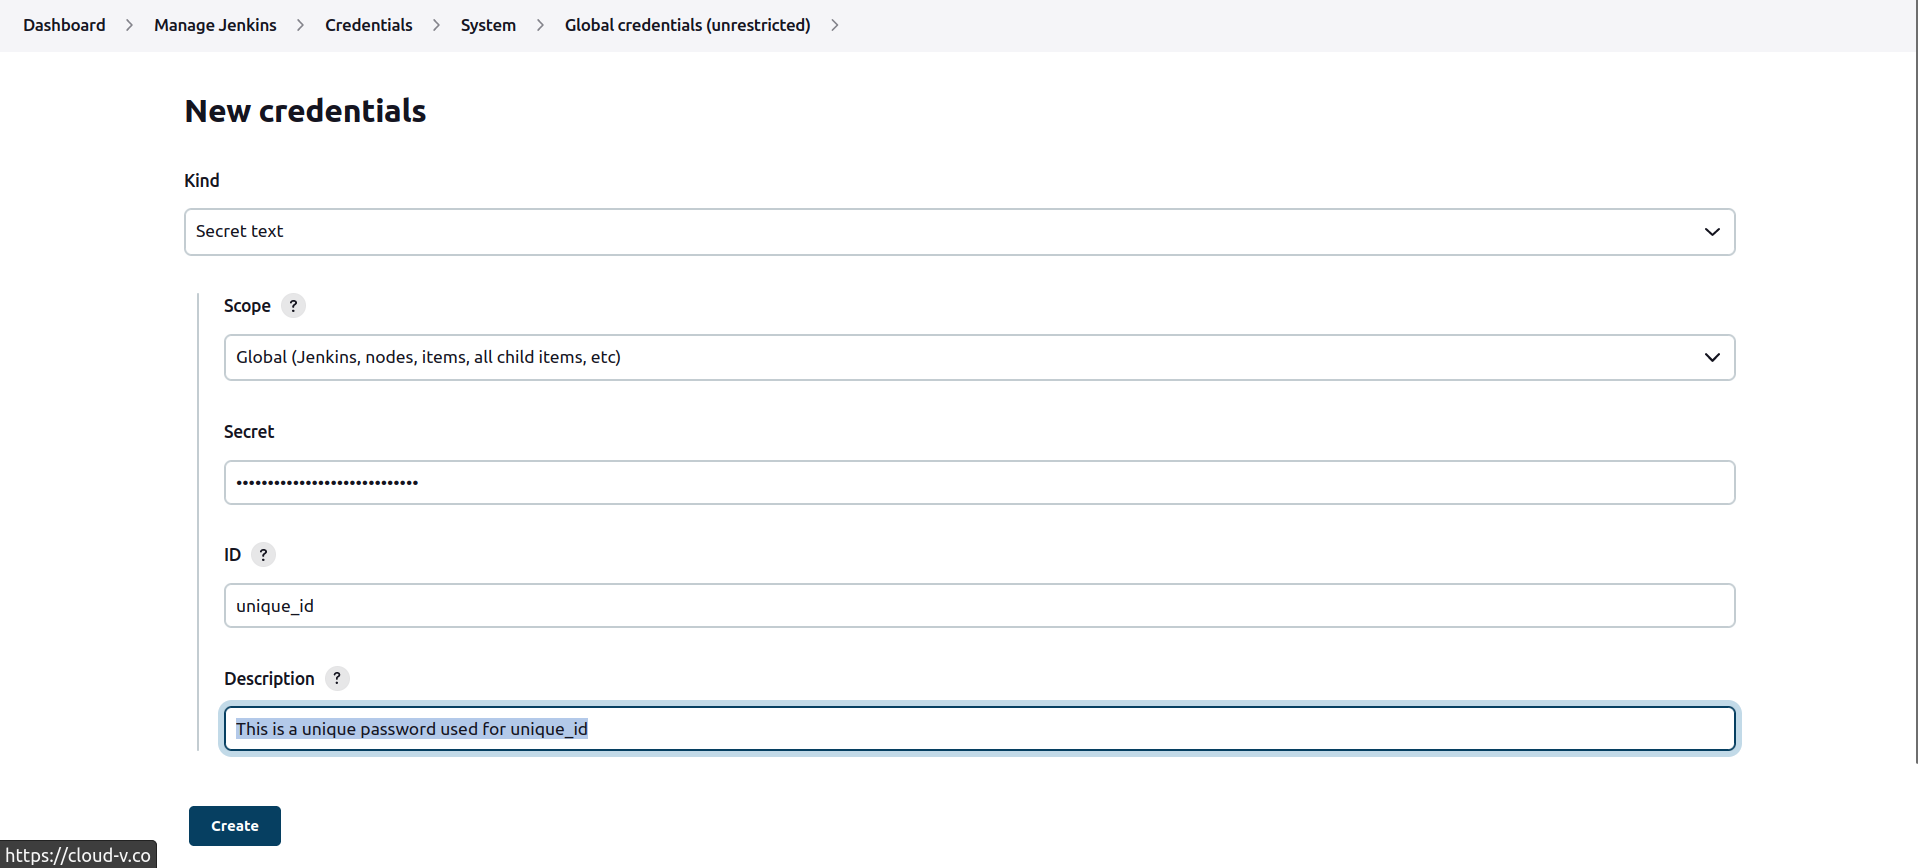 Dashboard > Manage Jenkins > Credentials > System > Global credentials (unrestricted) >
New credentials
Kind
Secret text
Scope ?
Global (Jenkins, nodes, items, all child items, etc)
Secret
•••••••••••••••••••••••••••••
ID ?
unique_id
Description ?
This is a unique password used for unique_id
Create
https://cloud-v.co